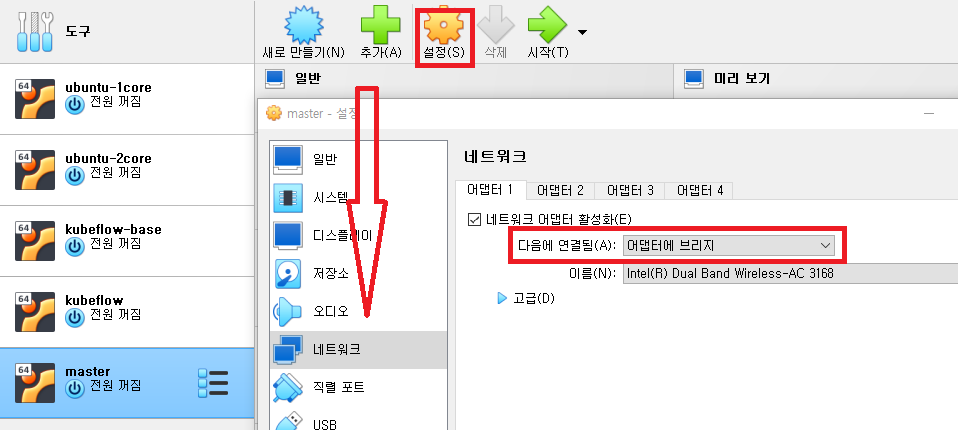 도구
새로 만들기(N) 추가(A) 설정(S) 삭제 시작(T)
일반 미리 보기
64
ubuntu-1core
전원 꺼짐
64
ubuntu-2core
전원 꺼짐
64
kubeflow-base
전원 꺼짐
64
kubeflow
전원 꺼짐
64
master
전원 꺼짐
master - 설정
일반
시스템
디스플레이
저장소
오디오
네트워크
직렬 포트
USB
네트워크
어댑터 1 어댑터 2 어댑터 3 어댑터 4
네트워크 어댑터 활성화(E)
다음에 연결됨(A): 어댑터에 브리지
이름(N): Intel(R) Dual Band Wireless-AC 3168
고급(D)